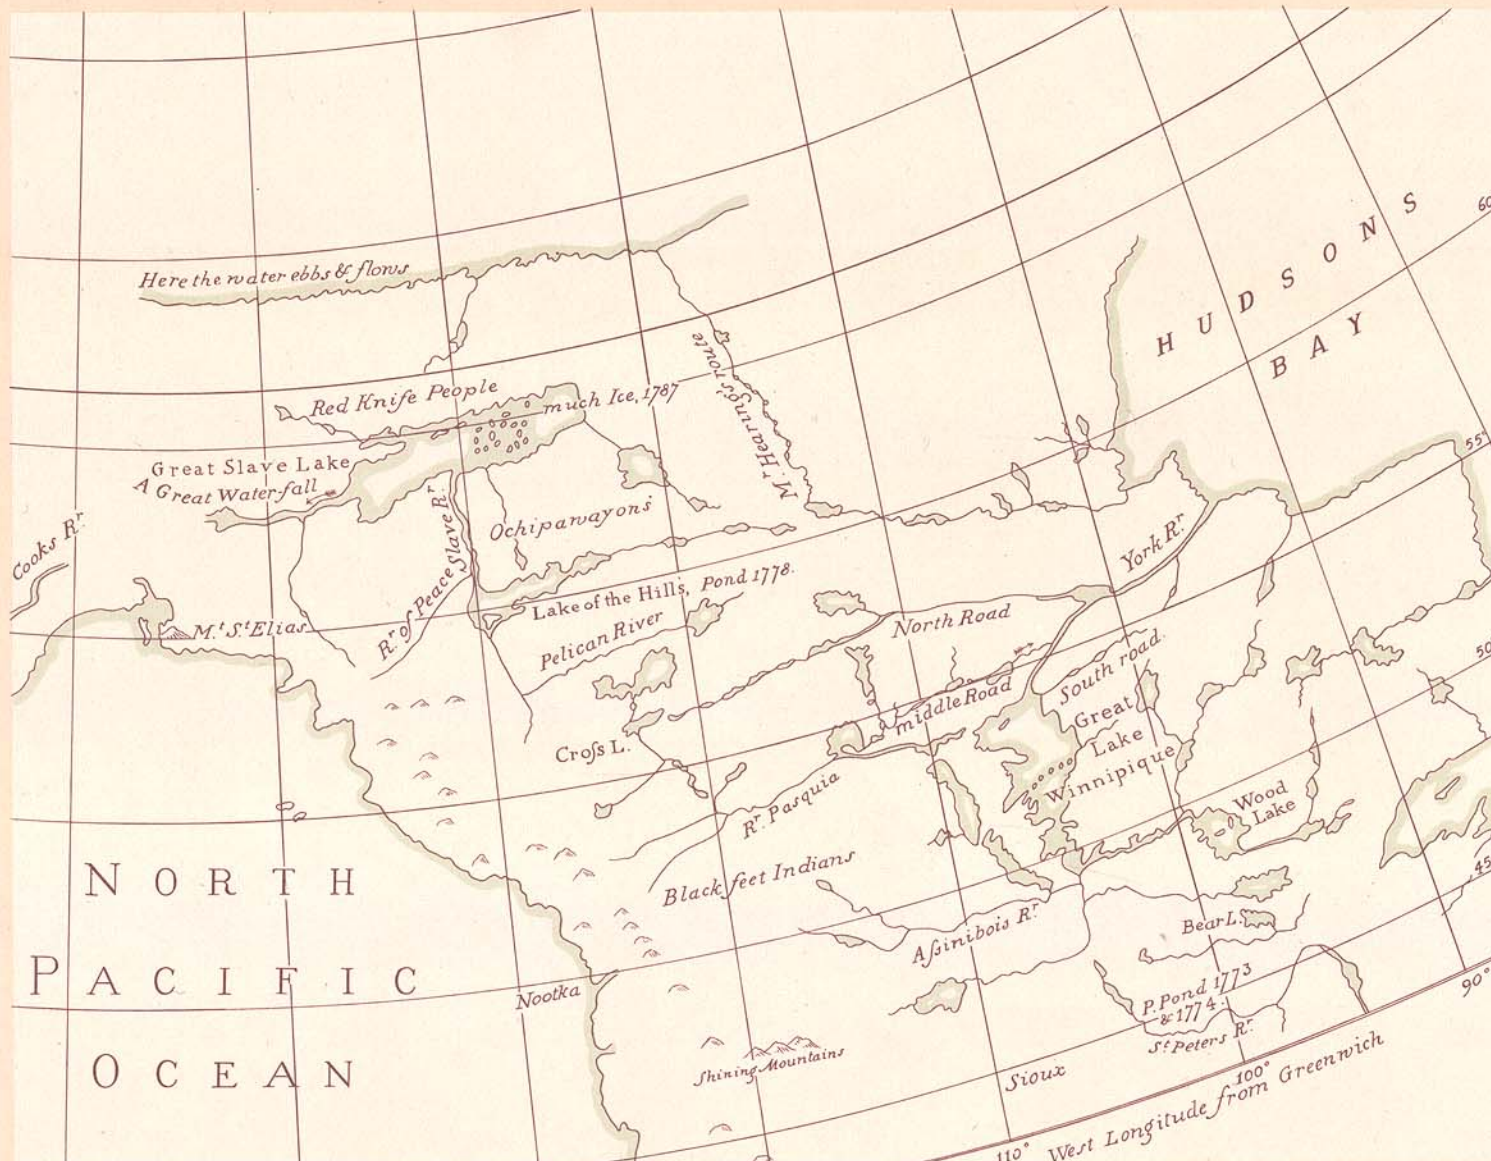 HUDSONS
BAY
60
Here the water ebbs & flows
Mr. Hearing's route
Red Knife People
much Ice, 1787
55°
Great Slave Lake
A Great Water-fall
Slave Rr.
Ochipawayons
Cooks Rr.
York Rr.
Rr. of Peace
Lake of the Hills, Pond 1778.
Mt. St. Elias
Pelican River
North Road
South road.
50
middle Road
Great
Lake
Winnipique
Croſs L.
Rr. Pasquia
Wood
Lake
NORTH
PACIFIC
OCEAN
Black feet Indians
45
Aſsinibois Rr.
Bear L.
Nootka
P. Pond 1773
& 1774.
St. Peters Rr.
90°
Shining Mountains
Sioux
100°
110°
West Longitude from Greenwich